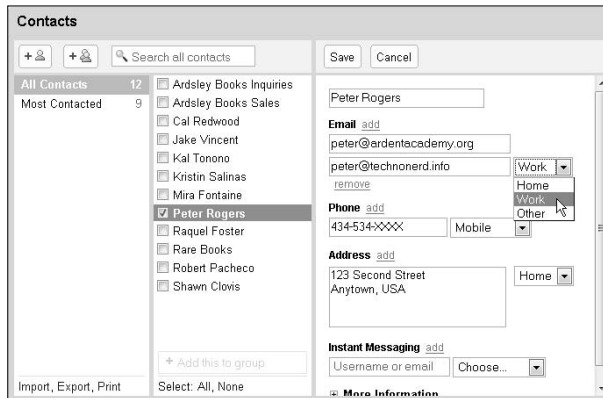 Contacts
Search all contacts
Save Cancel
All Contacts 12
Most Contacted 9
Import, Export, Print
Ardsley Books Inquiries
Ardsley Books Sales
Cal Redwood
Jake Vincent
Kal Tonono
Kristin Salinas
Mira Fontaine
Peter Rogers
Raquel Foster
Rare Books
Robert Pacheco
Shawn Clovis
+ Add this to group
Select: All, None
Peter Rogers
Email add
peter@ardentacademy.org
peter@technonerd.info Work
remove
Home
Work
Other
Phone add
434-534-XXXX Mobile
Address add
123 Second Street Home
Anytown, USA
Instant Messaging add
Username or email Choose...
More Information